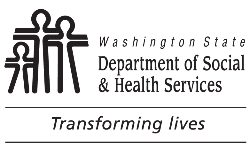 Washington State
Department of Social
& Health Services
Transforming lives